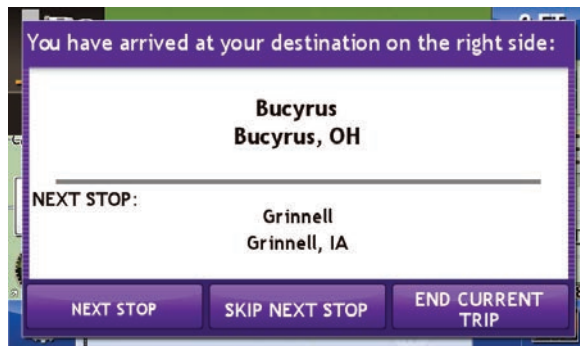 You have arrived at your destination on the right side:
Bucyrus
Bucyrus, OH
NEXT STOP:
Grinnell
Grinnell, IA
NEXT STOP
SKIP NEXT STOP
END CURRENT
TRIP